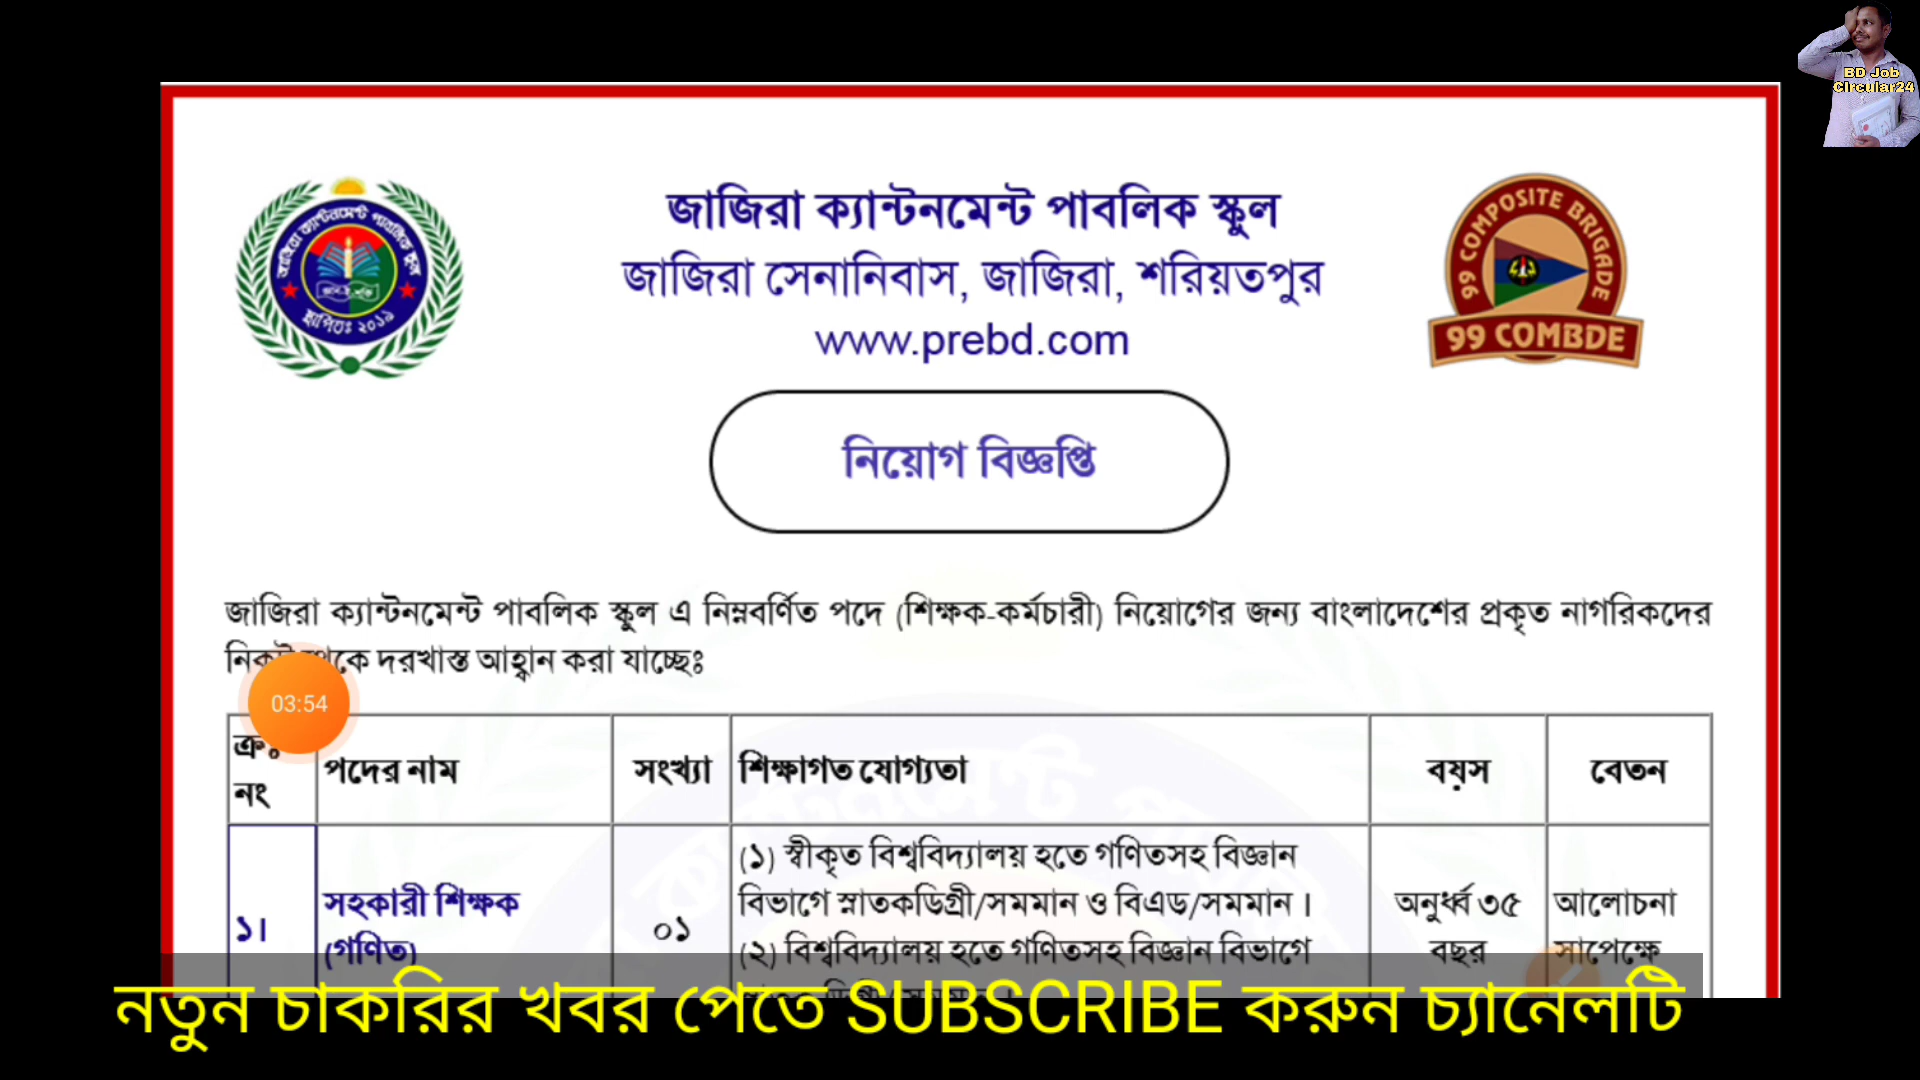 BD Job
Circular24
জাজিরা ক্যান্টনমেন্ট পাবলিক স্কুল
স্থাপিতঃ ২০১৯
জাজিরা ক্যান্টনমেন্ট পাবলিক স্কুল
জাজিরা সেনানিবাস, জাজিরা, শরিয়তপুর
www.prebd.com
99 COMPOSITE BRIGADE
99 COMBDE
নিয়োগ বিজ্ঞপ্তি
জাজিরা ক্যান্টনমেন্ট পাবলিক স্কুল এ নিম্নবর্ণিত পদে (শিক্ষক-কর্মচারী) নিয়োগের জন্য বাংলাদেশের প্রকৃত নাগরিকদের
দরখাস্ত আহ্বান করা যাচ্ছেঃ
03:54
ক্রঃ নং পদের নাম সংখ্যা শিক্ষাগত যোগ্যতা বয়স বেতন
(১) স্বীকৃত বিশ্ববিদ্যালয় হতে গণিতসহ বিজ্ঞান
সহকারী শিক্ষক বিভাগে স্নাতকডিগ্রী/সমমান ও বিএড/সমমান। অনুর্ধ্ব ৩৫ আলোচনা
১। ০১
(গণিত) (২) বিশ্ববিদ্যালয় হতে গণিতসহ বিজ্ঞান বিভাগে বছর সাপেক্ষে
নতুন চাকরির খবর পেতে SUBSCRIBE করুন চ্যানেলটি